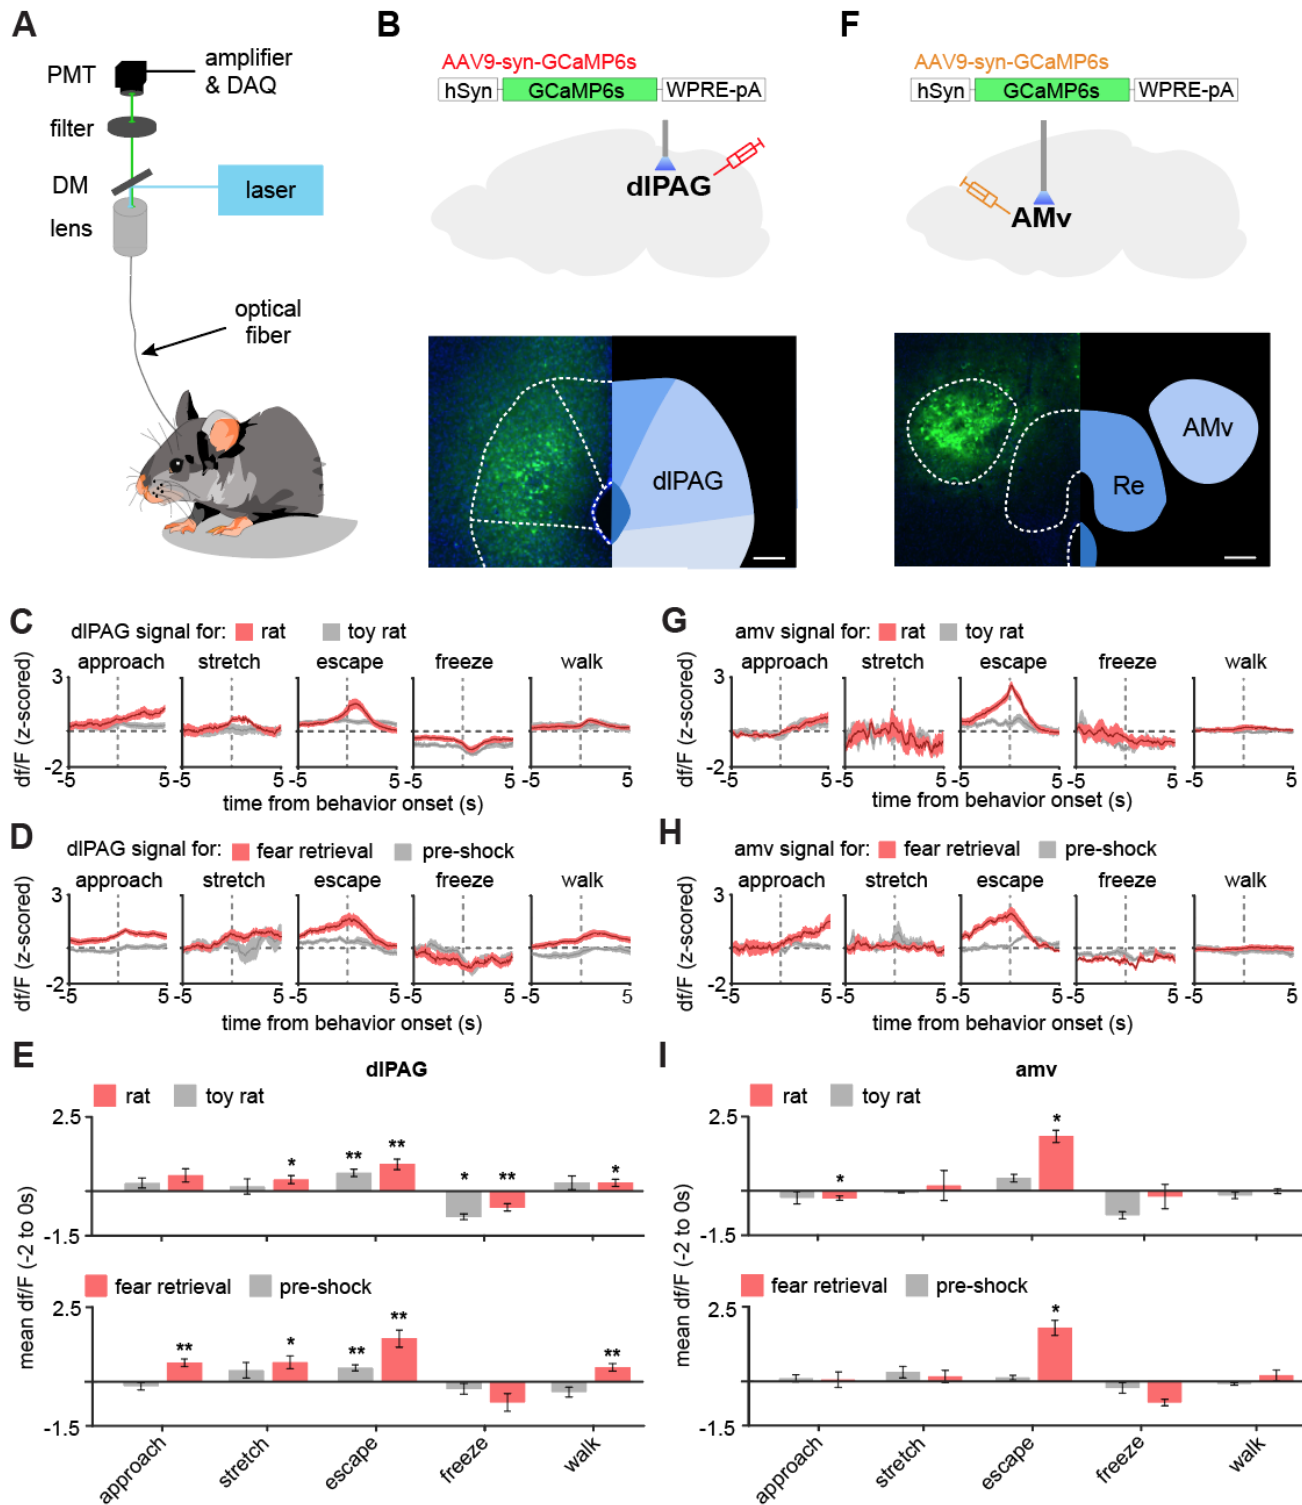 A
PMT
amplifier
& DAQ
filter
DM
laser
lens
optical
fiber
B
AAV9-syn-GCaMP6s
hSyn GCaMP6s WPRE-pA
dlPAG
dlPAG
F
AAV9-syn-GCaMP6s
hSyn GCaMP6s WPRE-pA
AMv
AMv
Re
C
dlPAG signal for: rat toy rat
approach stretch escape freeze walk
df/F (z-scored)
3
-2
-5 5 -5 5 -5 5 -5 5 -5 5
time from behavior onset (s)
G
amv signal for: rat toy rat
approach stretch escape freeze walk
df/F (z-scored)
3
-2
-5 5 -5 5 -5 5 -5 5 -5 5
time from behavior onset (s)
D
dlPAG signal for: fear retrieval pre-shock
approach stretch escape freeze walk
df/F (z-scored)
3
-2
-5 5 -5 5 -5 5 -5 5 -5 5
time from behavior onset (s)
H
amv signal for: fear retrieval pre-shock
approach stretch escape freeze walk
df/F (z-scored)
3
-2
-5 5 -5 5 -5 5 -5 5 -5 5
time from behavior onset (s)
E
dlPAG
rat toy rat
2.5
* ** ** * ** *
-1.5
mean df/F (-2 to 0s)
fear retrieval pre-shock
2.5
** * ** ** **
-1.5
approach stretch escape freeze walk
I
amv
rat toy rat
2.5
* *
-1.5
mean df/F (-2 to 0s)
fear retrieval pre-shock
2.5
*
-1.5
approach stretch escape freeze walk